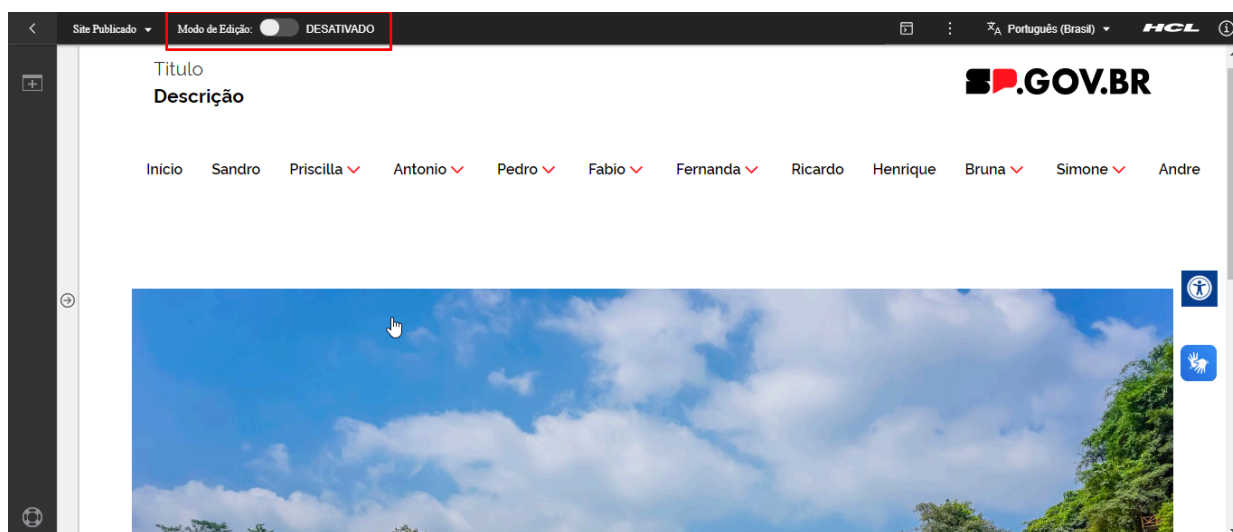 Site Publicado Modo de Edição: DESATIVADO Português (Brasil) HCL
Titulo
Descrição
SP.GOV.BR
Início Sandro Priscilla Antonio Pedro Fabio Fernanda Ricardo Henrique Bruna Simone Andre